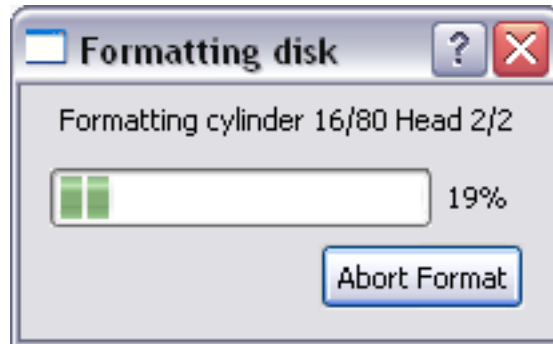 Formatting disk
Formatting cylinder 16/80 Head 2/2
19%
Abort Format